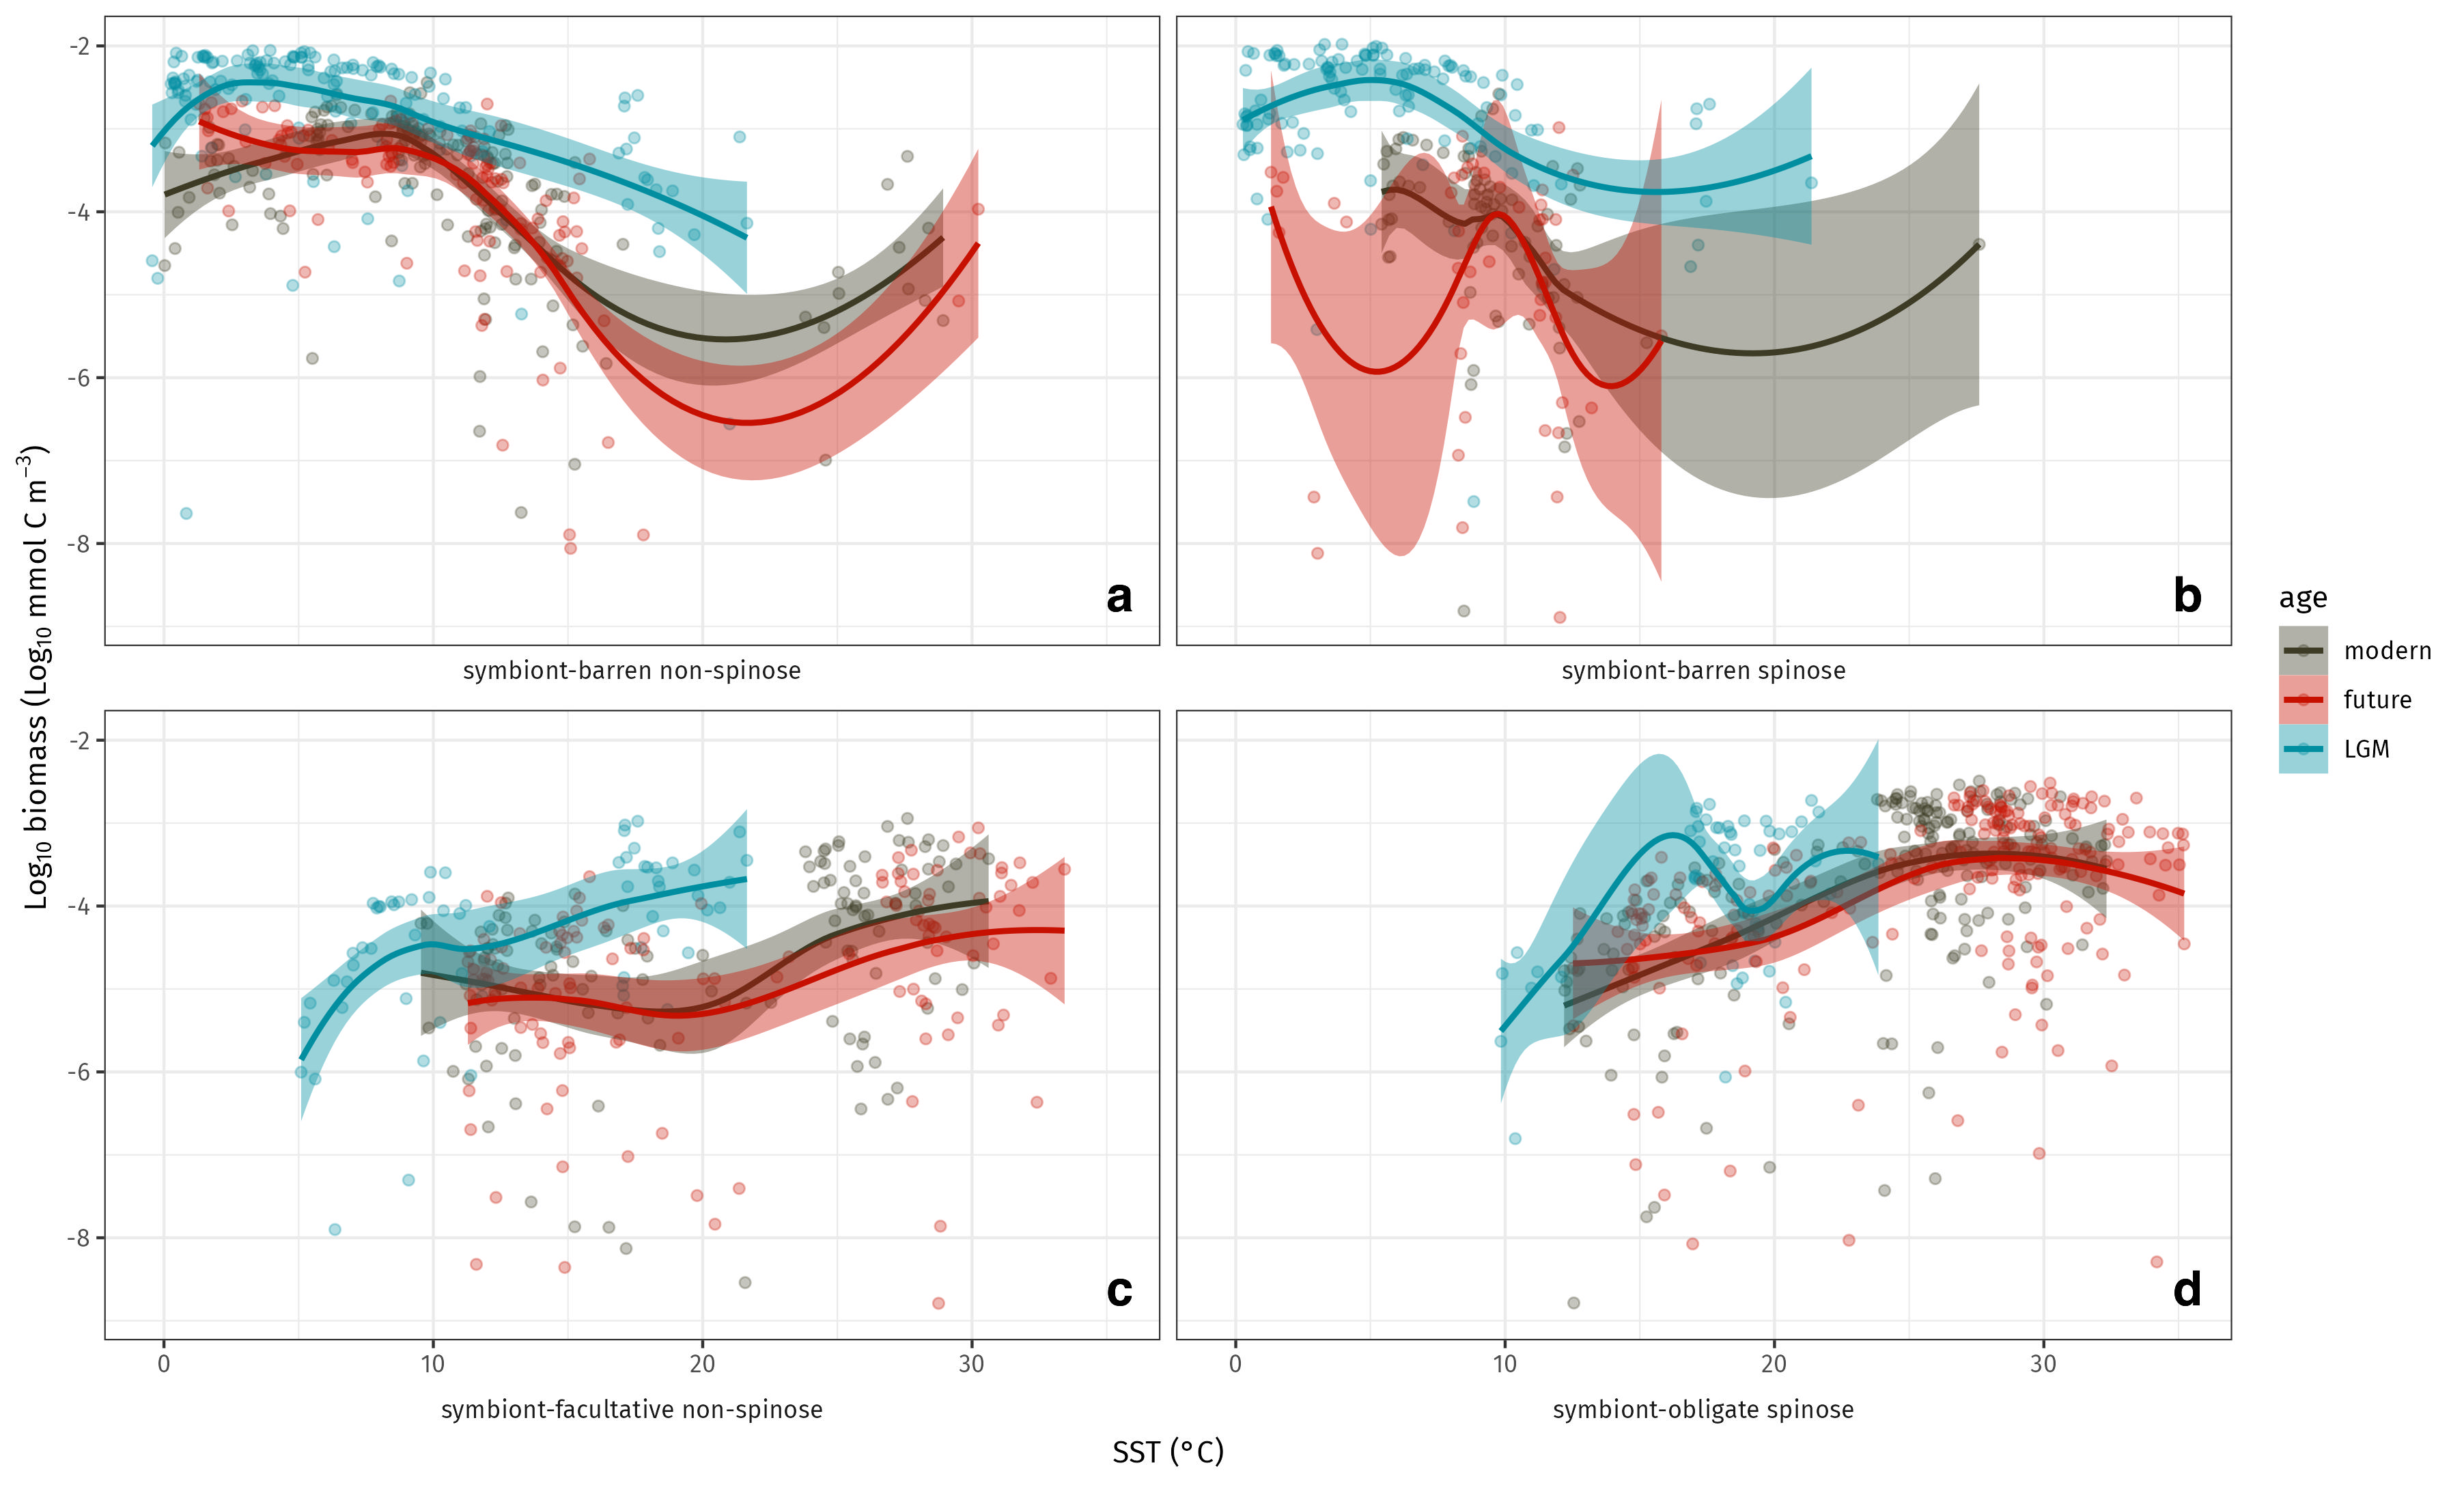 Log₁₀ biomass (Log₁₀ mmol C m⁻³)
-2
-4
-6
-8
a
b
symbiont-barren non-spinose
symbiont-barren spinose
age
modern
future
LGM
-2
-4
-6
-8
c
d
0 10 20 30
0 10 20 30
symbiont-facultative non-spinose
symbiont-obligate spinose
SST (°C)